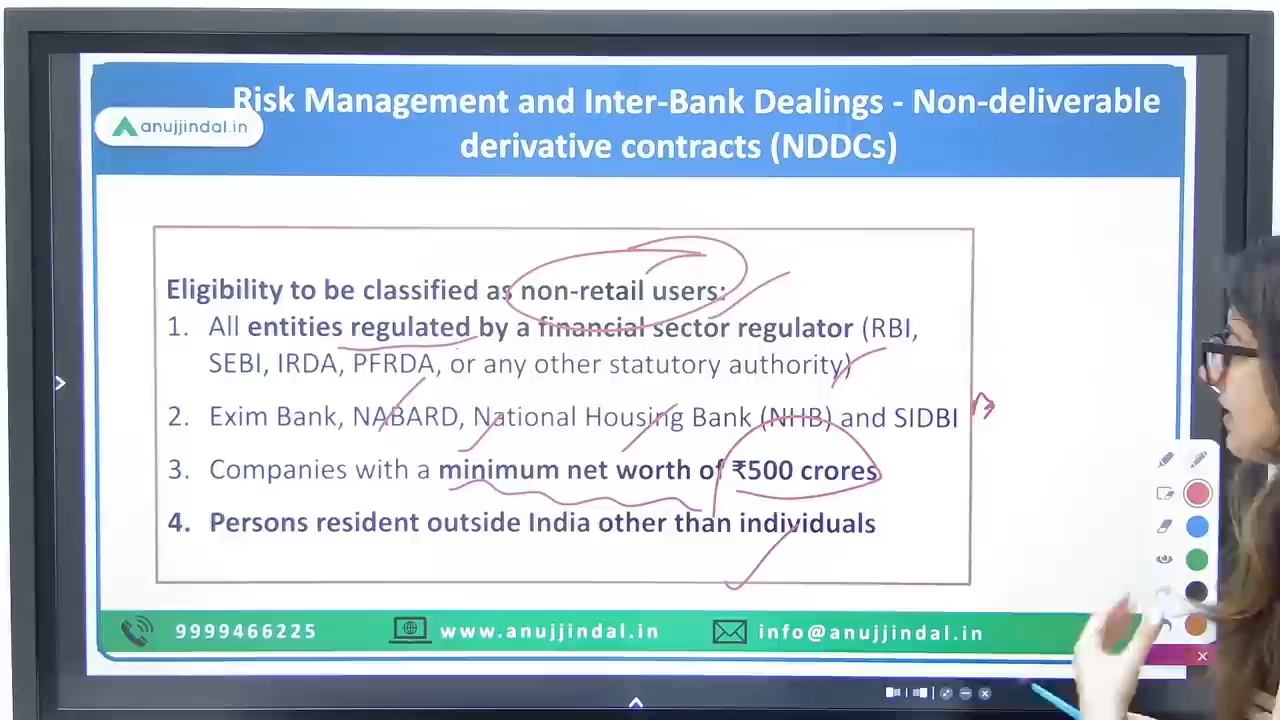 Risk Management and Inter-Bank Dealings - Non-deliverable
derivative contracts (NDDCs)
anujjindal.in
Eligibility to be classified as non-retail users:
1. All entities regulated by a financial sector regulator (RBI,
SEBI, IRDA, PFRDA, or any other statutory authority)
2. Exim Bank, NABARD, National Housing Bank (NHB) and SIDBI
3. Companies with a minimum net worth of ₹500 crores
4. Persons resident outside India other than individuals
9999466225 www.anujjindal.in info@anujjindal.in